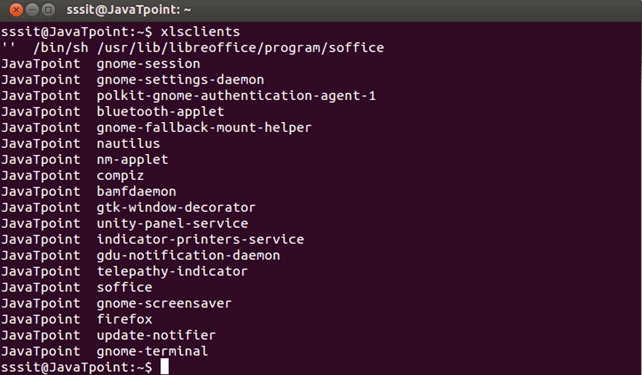 sssit@JavaTpoint: ~
sssit@JavaTpoint:~$ xlsclients
''  /bin/sh /usr/lib/libreoffice/program/soffice
JavaTpoint  gnome-session
JavaTpoint  gnome-settings-daemon
JavaTpoint  polkit-gnome-authentication-agent-1
JavaTpoint  bluetooth-applet
JavaTpoint  gnome-fallback-mount-helper
JavaTpoint  nautilus
JavaTpoint  nm-applet
JavaTpoint  compiz
JavaTpoint  bamfdaemon
JavaTpoint  gtk-window-decorator
JavaTpoint  unity-panel-service
JavaTpoint  indicator-printers-service
JavaTpoint  gdu-notification-daemon
JavaTpoint  telepathy-indicator
JavaTpoint  soffice
JavaTpoint  gnome-screensaver
JavaTpoint  firefox
JavaTpoint  update-notifier
JavaTpoint  gnome-terminal
sssit@JavaTpoint:~$